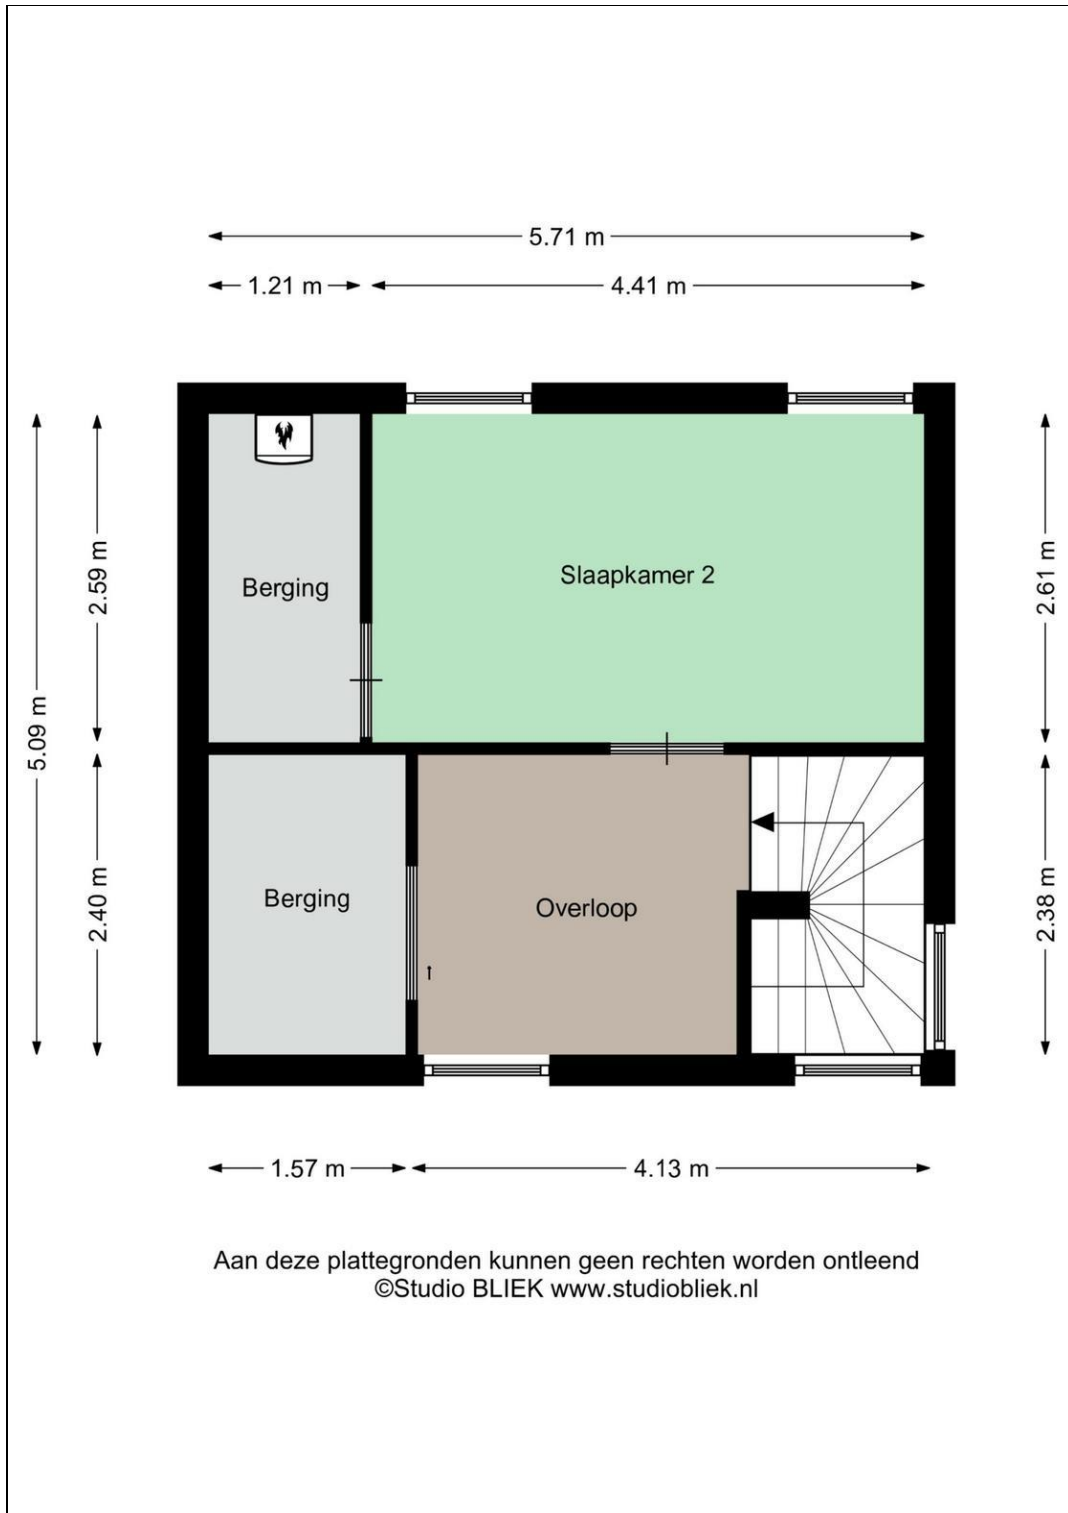 5.71 m
1.21 m
4.41 m
5.09 m
2.59 m
2.61 m
Berging
Slaapkamer 2
2.40 m
2.38 m
Berging
Overloop
1.57 m
4.13 m
Aan deze plattegronden kunnen geen rechten worden ontleend
©Studio BLIEK www.studiobliek.nl